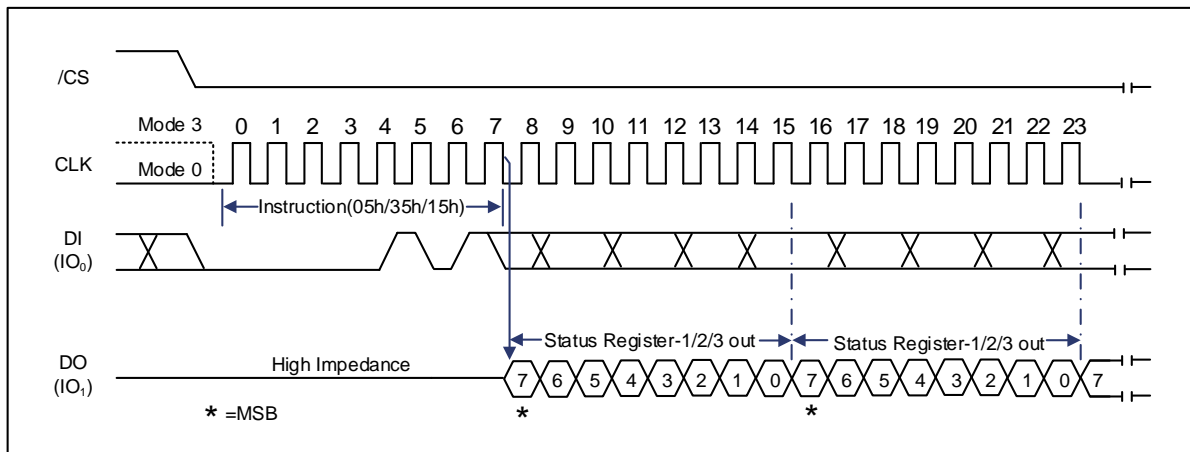 /CS
Mode 3
0 1 2 3 4 5 6 7 8 9 10 11 12 13 14 15 16 17 18 19 20 21 22 23
CLK
Mode 0
Instruction(05h/35h/15h)
DI
(IO₀)
Status Register-1/2/3 out Status Register-1/2/3 out
High Impedance
DO
(IO₁)
7 6 5 4 3 2 1 0 7 6 5 4 3 2 1 0 7
* *
* =MSB